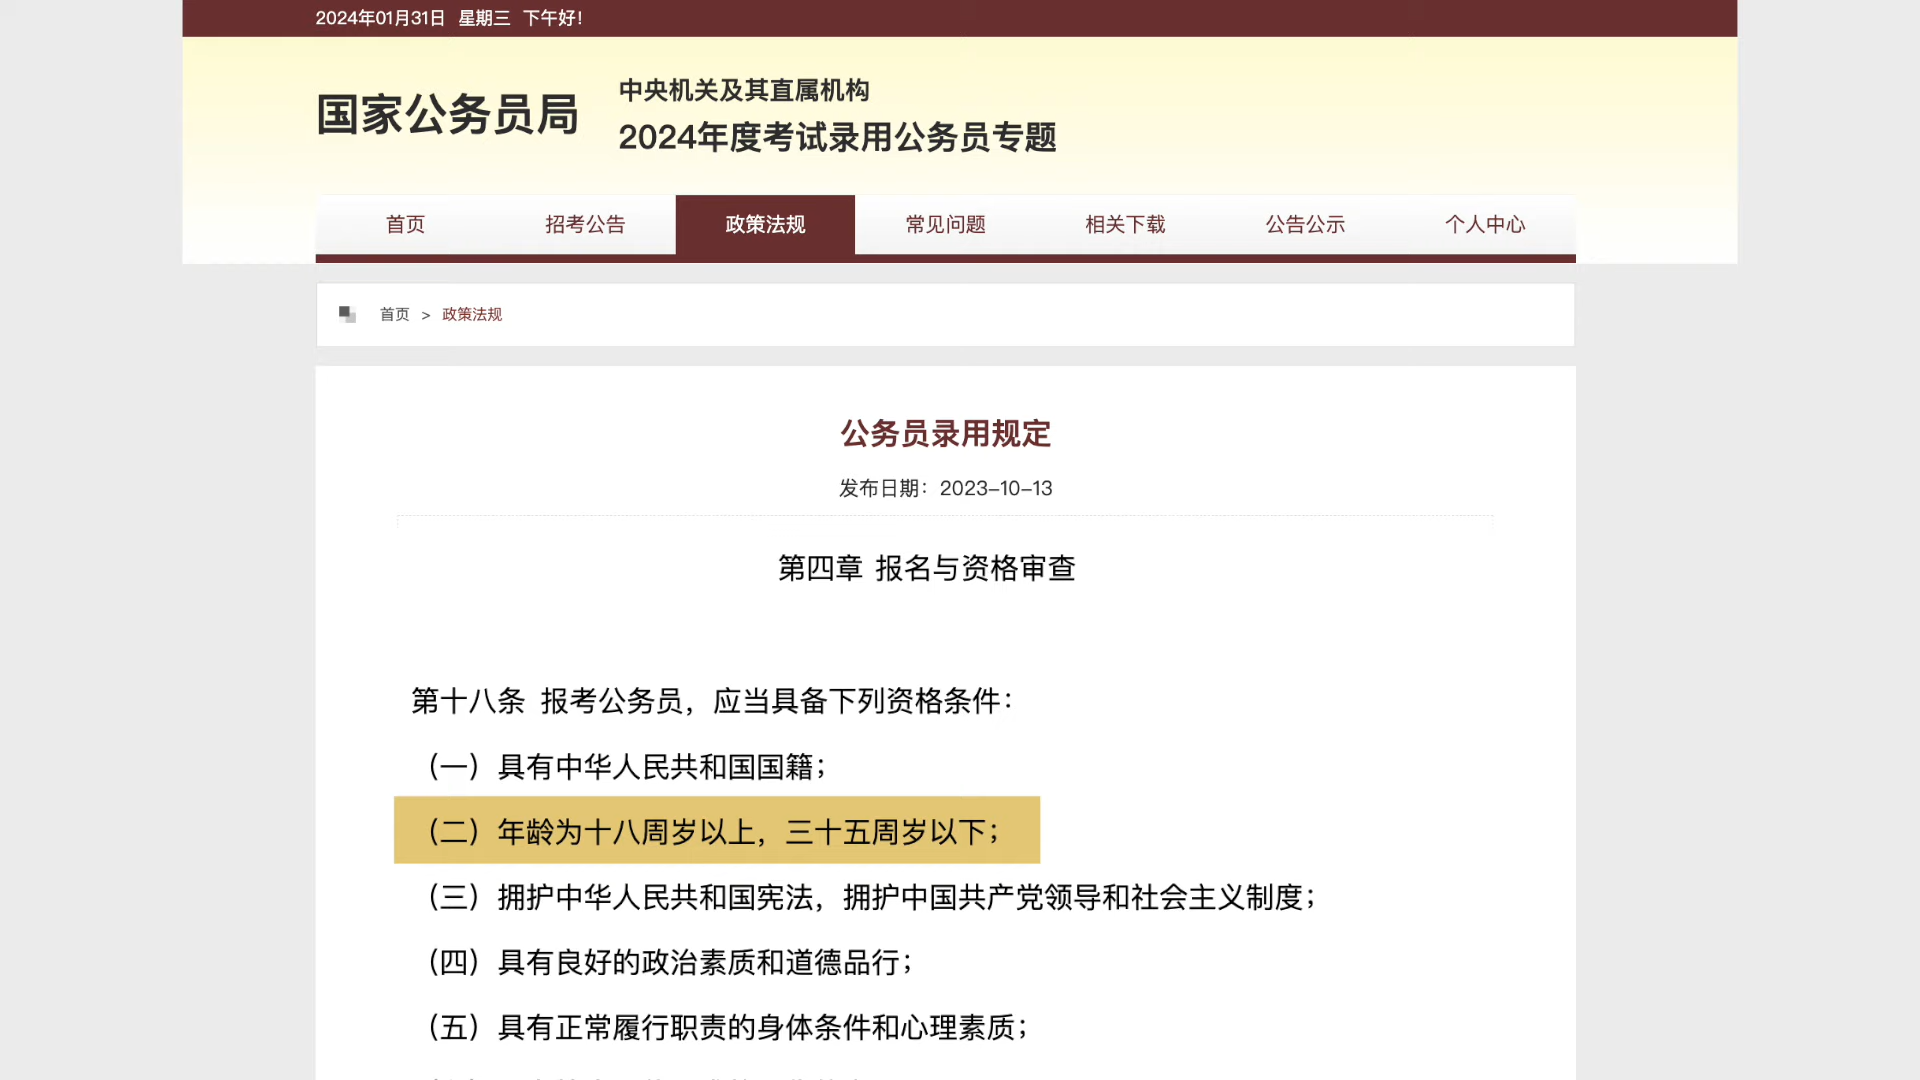 2024年01月31日 星期三 下午好!
国家公务员局
中央机关及其直属机构
2024年度考试录用公务员专题
首页 招考公告 政策法规 常见问题 相关下载 公告公示 个人中心
首页 > 政策法规
公务员录用规定
发布日期：2023-10-13
第四章 报名与资格审查
第十八条 报考公务员，应当具备下列资格条件：
（一）具有中华人民共和国国籍；
（二）年龄为十八周岁以上，三十五周岁以下；
（三）拥护中华人民共和国宪法，拥护中国共产党领导和社会主义制度；
（四）具有良好的政治素质和道德品行；
（五）具有正常履行职责的身体条件和心理素质；